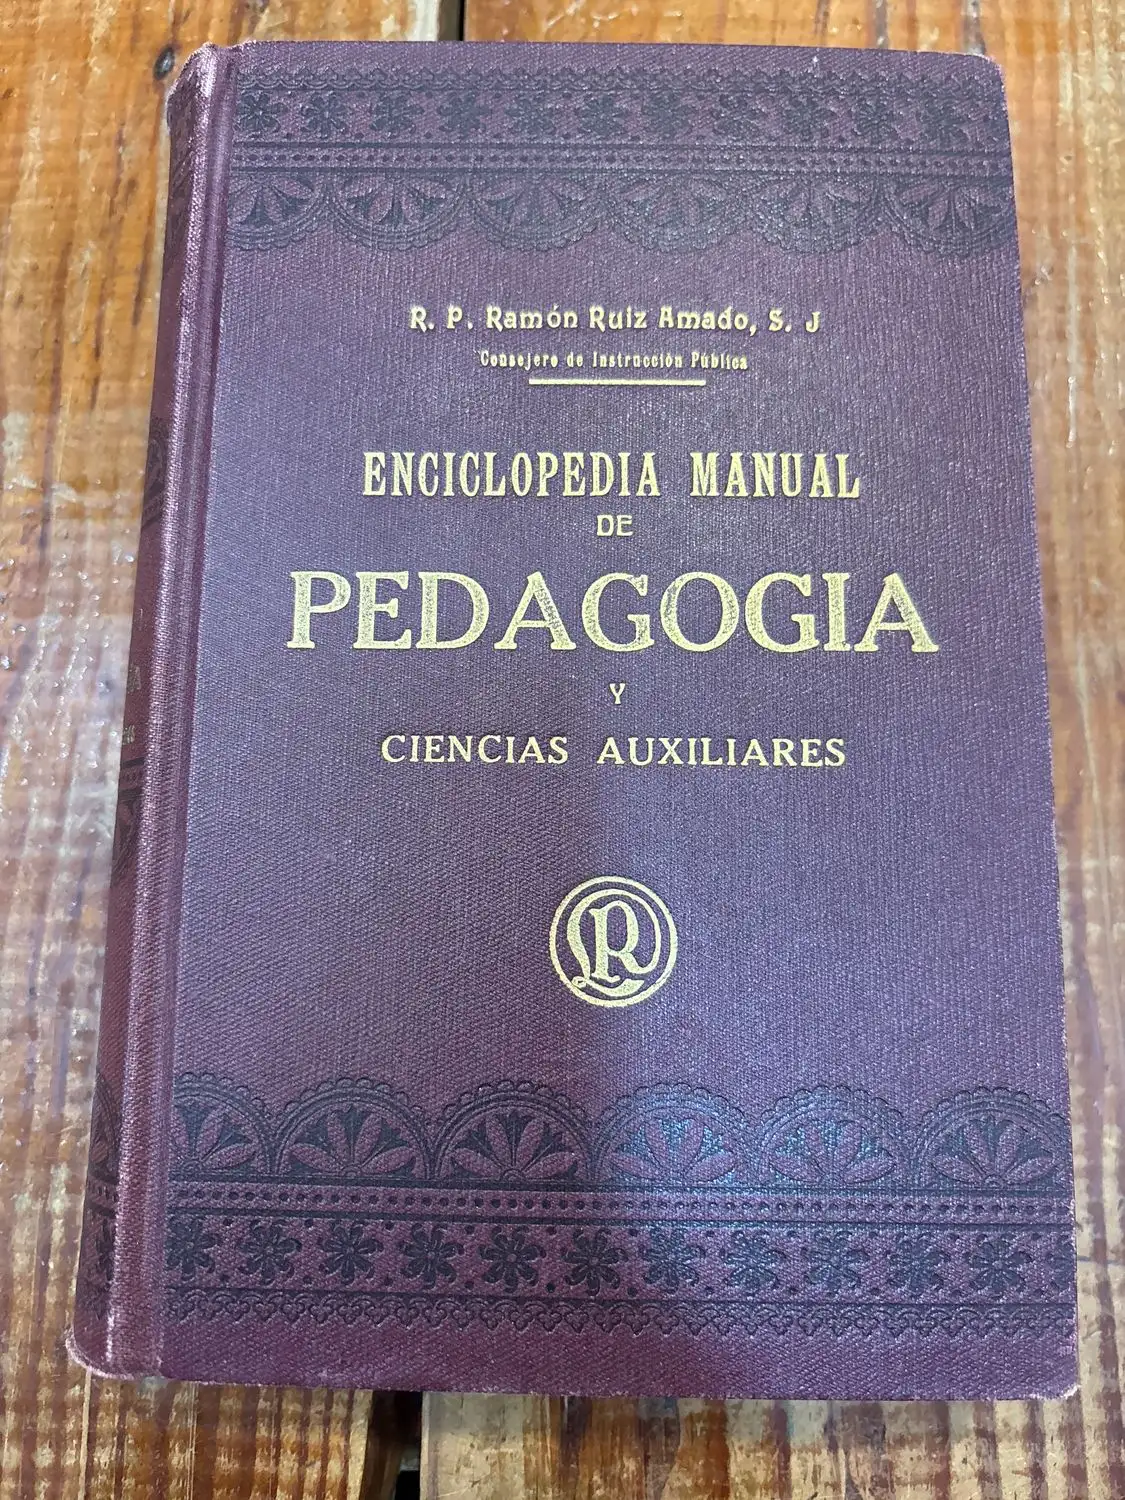 R. P. Ramón Ruiz Amado, S. J
Consejero de Instrucción Pública
ENCICLOPEDIA MANUAL
DE
PEDAGOGIA
Y
CIENCIAS AUXILIARES
LR